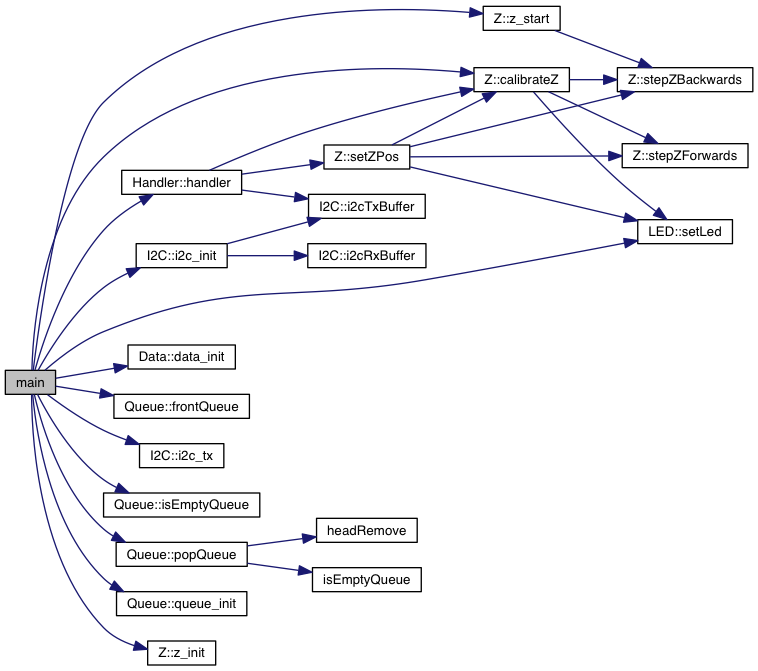 Z::z_start
Z::calibrateZ
Z::stepZBackwards
Z::setZPos
Z::stepZForwards
Handler::handler
I2C::i2cTxBuffer
LED::setLed
I2C::i2c_init
I2C::i2cRxBuffer
Data::data_init
main
Queue::frontQueue
I2C::i2c_tx
Queue::isEmptyQueue
headRemove
Queue::popQueue
isEmptyQueue
Queue::queue_init
Z::z_init